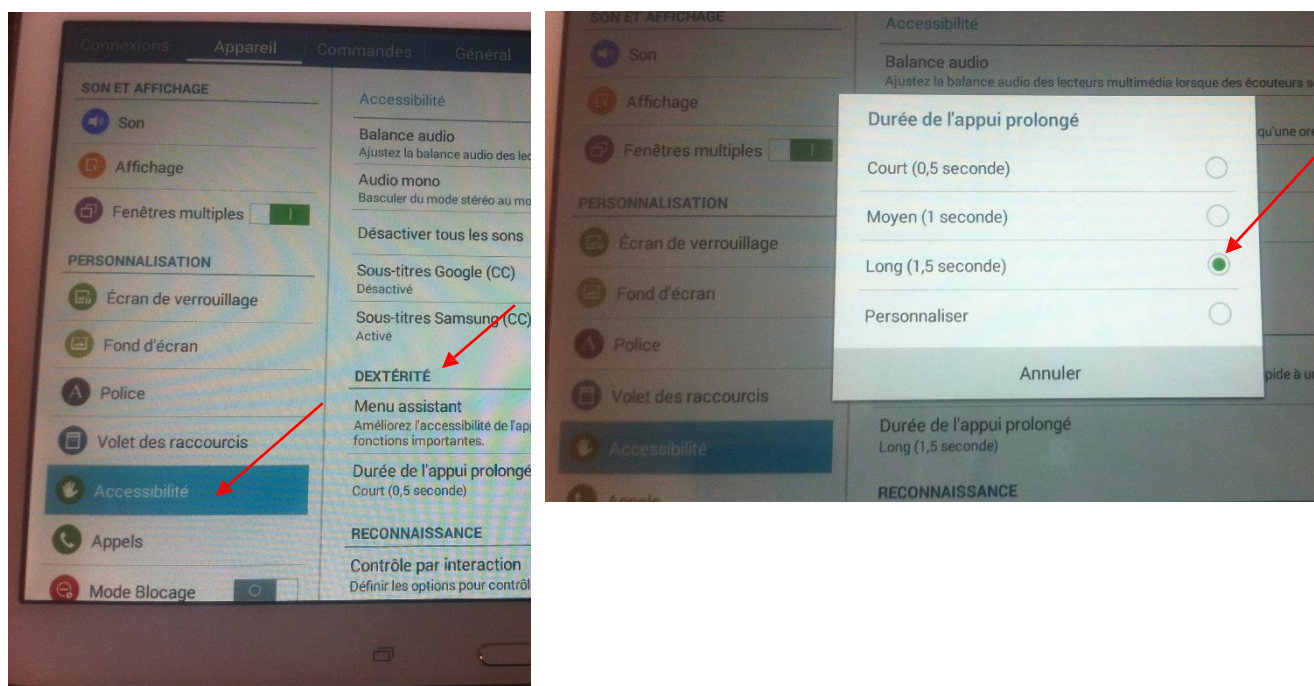 Connexions
Appareil
Commandes
Général
SON ET AFFICHAGE
Son
Affichage
Fenêtres multiples
PERSONNALISATION
Écran de verrouillage
Fond d'écran
Police
Volet des raccourcis
Accessibilité
Appels
Mode Blocage
Accessibilité
Balance audio
Ajustez la balance audio des lec
Audio mono
Basculer du mode stéréo au mo
Désactiver tous les sons
Sous-titres Google (CC)
Désactivé
Sous-titres Samsung (CC)
Activé
DEXTÉRITÉ
Menu assistant
Améliorez l'accessibilité de l'ap
fonctions importantes.
Durée de l'appui prolongé
Court (0,5 seconde)
RECONNAISSANCE
Contrôle par interaction
Définir les options pour contrôl
SON ET AFFICHAGE
Son
Affichage
Fenêtres multiples
PERSONNALISATION
Écran de verrouillage
Fond d'écran
Police
Volet des raccourcis
Accessibilité
Appels
Accessibilité
Balance audio
Ajustez la balance audio des lecteurs multimédia lorsque des écouteurs s
qu'une ore
Durée de l'appui prolongé
Court (0,5 seconde)
Moyen (1 seconde)
Long (1,5 seconde)
Personnaliser
Annuler
pide à u
Durée de l'appui prolongé
Long (1,5 seconde)
RECONNAISSANCE